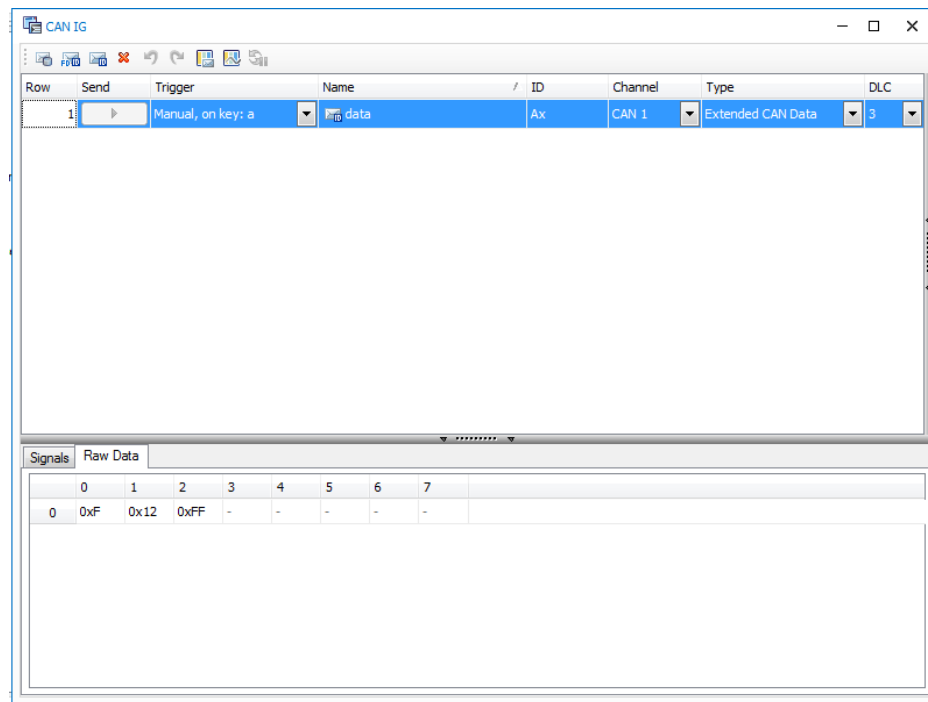 CAN IG
Row Send Trigger Name / ID Channel Type DLC
1 Manual, on key: a data Ax CAN 1 Extended CAN Data 3
Signals Raw Data
0 1 2 3 4 5 6 7
0 0xF 0x12 0xFF - - - - -